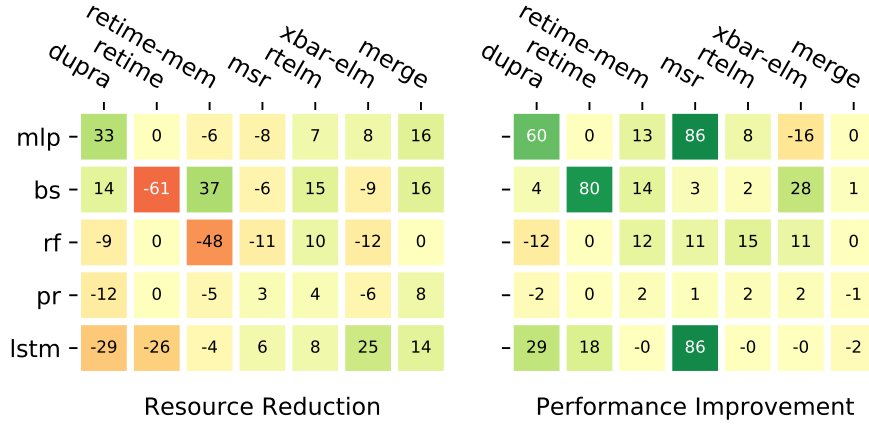 dupra retime retime-mem msr rtelm xbar-elm merge dupra retime retime-mem msr rtelm xbar-elm merge
mlp 33 0 -6 -8 7 8 16 60 0 13 86 8 -16 0
bs 14 -61 37 -6 15 -9 16 4 80 14 3 2 28 1
rf -9 0 -48 -11 10 -12 0 -12 0 12 11 15 11 0
pr -12 0 -5 3 4 -6 8 -2 0 2 1 2 2 -1
lstm -29 -26 -4 6 8 25 14 29 18 -0 86 -0 -0 -2
Resource Reduction Performance Improvement